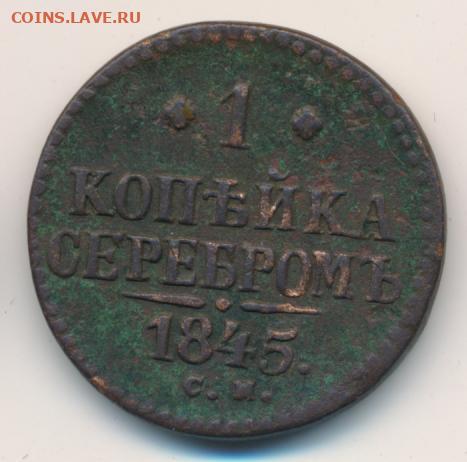 COINS.LAVE.RU
1
КОПѢЙКА
СЕРЕБРОМЪ
1845.
С.М.